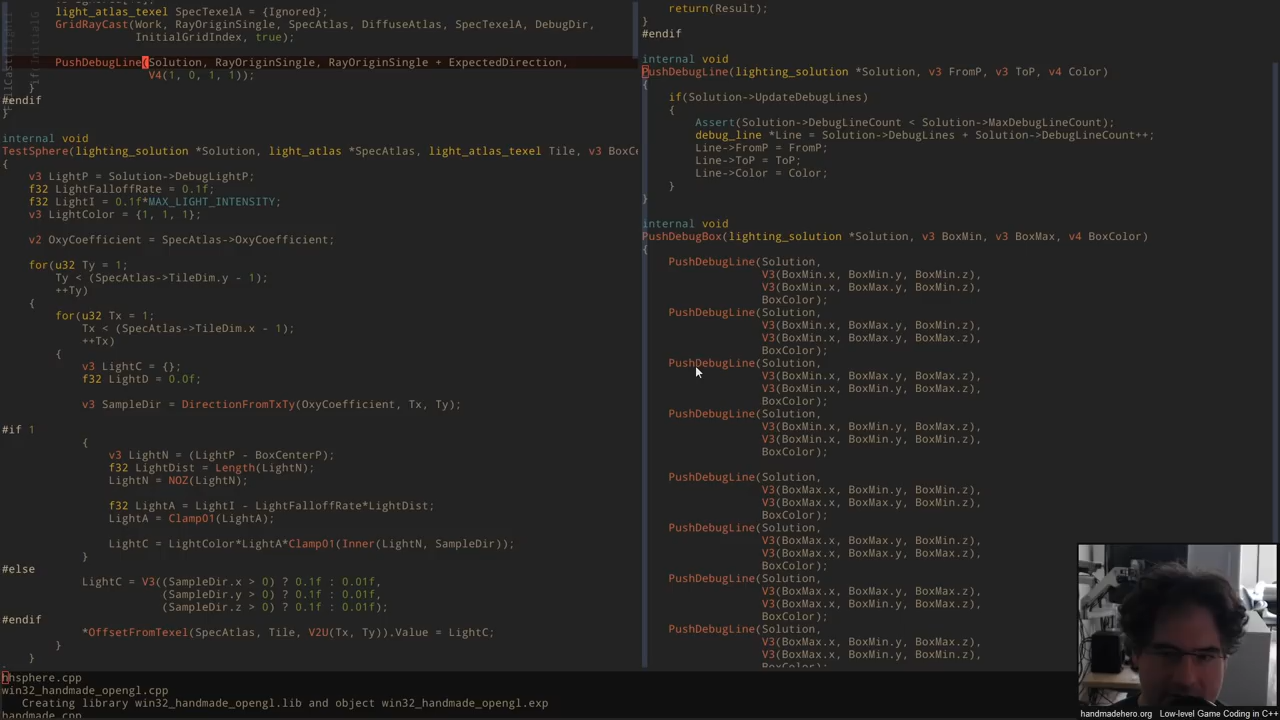 light_atlas_texel SpecTexelA = {Ignored};
GridRayCast(Work, RayOriginSingle, SpecAtlas, DiffuseAtlas, SpecTexelA, DebugDir,
InitialGridIndex, true);
PushDebugLine(Solution, RayOriginSingle, RayOriginSingle + ExpectedDirection,
V4(1, 0, 1, 1));
}
#endif
}
internal void
TestSphere(lighting_solution *Solution, light_atlas *SpecAtlas, light_atlas_texel Tile, v3 BoxCe
{
v3 LightP = Solution->DebugLightP;
f32 LightFalloffRate = 0.1f;
f32 LightI = 0.1f*MAX_LIGHT_INTENSITY;
v3 LightColor = {1, 1, 1};
v2 OxyCoefficient = SpecAtlas->OxyCoefficient;
for(u32 Ty = 1;
Ty < (SpecAtlas->TileDim.y - 1);
++Ty)
{
for(u32 Tx = 1;
Tx < (SpecAtlas->TileDim.x - 1);
++Tx)
{
v3 LightC = {};
f32 LightD = 0.0f;
v3 SampleDir = DirectionFromTxTy(OxyCoefficient, Tx, Ty);
#if 1
{
v3 LightN = (LightP - BoxCenterP);
f32 LightDist = Length(LightN);
LightN = NOZ(LightN);
f32 LightA = LightI - LightFalloffRate*LightDist;
LightA = Clamp01(LightA);
LightC = LightColor*LightA*Clamp01(Inner(LightN, SampleDir));
}
#else
LightC = V3((SampleDir.x > 0) ? 0.1f : 0.01f,
(SampleDir.y > 0) ? 0.1f : 0.01f,
(SampleDir.z > 0) ? 0.1f : 0.01f);
#endif
*OffsetFromTexel(SpecAtlas, Tile, V2U(Tx, Ty)).Value = LightC;
}
}
return(Result);
}
#endif
internal void
PushDebugLine(lighting_solution *Solution, v3 FromP, v3 ToP, v4 Color)
{
if(Solution->UpdateDebugLines)
{
Assert(Solution->DebugLineCount < Solution->MaxDebugLineCount);
debug_line *Line = Solution->DebugLines + Solution->DebugLineCount++;
Line->FromP = FromP;
Line->ToP = ToP;
Line->Color = Color;
}
}
internal void
PushDebugBox(lighting_solution *Solution, v3 BoxMin, v3 BoxMax, v4 BoxColor)
{
PushDebugLine(Solution,
V3(BoxMin.x, BoxMin.y, BoxMin.z),
V3(BoxMin.x, BoxMin.y, BoxMax.z),
BoxColor);
PushDebugLine(Solution,
V3(BoxMin.x, BoxMax.y, BoxMin.z),
V3(BoxMin.x, BoxMax.y, BoxMax.z),
BoxColor);
PushDebugLine(Solution,
V3(BoxMin.x, BoxMax.y, BoxMin.z),
V3(BoxMin.x, BoxMin.y, BoxMin.z),
BoxColor);
PushDebugLine(Solution,
V3(BoxMin.x, BoxMax.y, BoxMax.z),
V3(BoxMin.x, BoxMin.y, BoxMax.z),
BoxColor);
PushDebugLine(Solution,
V3(BoxMax.x, BoxMin.y, BoxMin.z),
V3(BoxMax.x, BoxMin.y, BoxMax.z),
BoxColor);
PushDebugLine(Solution,
V3(BoxMax.x, BoxMax.y, BoxMin.z),
V3(BoxMax.x, BoxMax.y, BoxMax.z),
BoxColor);
PushDebugLine(Solution,
V3(BoxMax.x, BoxMax.y, BoxMin.z),
V3(BoxMax.x, BoxMin.y, BoxMin.z),
BoxColor);
PushDebugLine(Solution,
V3(BoxMax.x, BoxMax.y, BoxMax.z),
V3(BoxMax.x, BoxMin.y, BoxMax.z),
BoxColor);
hhsphere.cpp
win32_handmade_opengl.cpp
Creating library win32_handmade_opengl.lib and object win32_handmade_opengl.exp
handmade.cpp
handmadehero.org Low-level Game Coding in C++